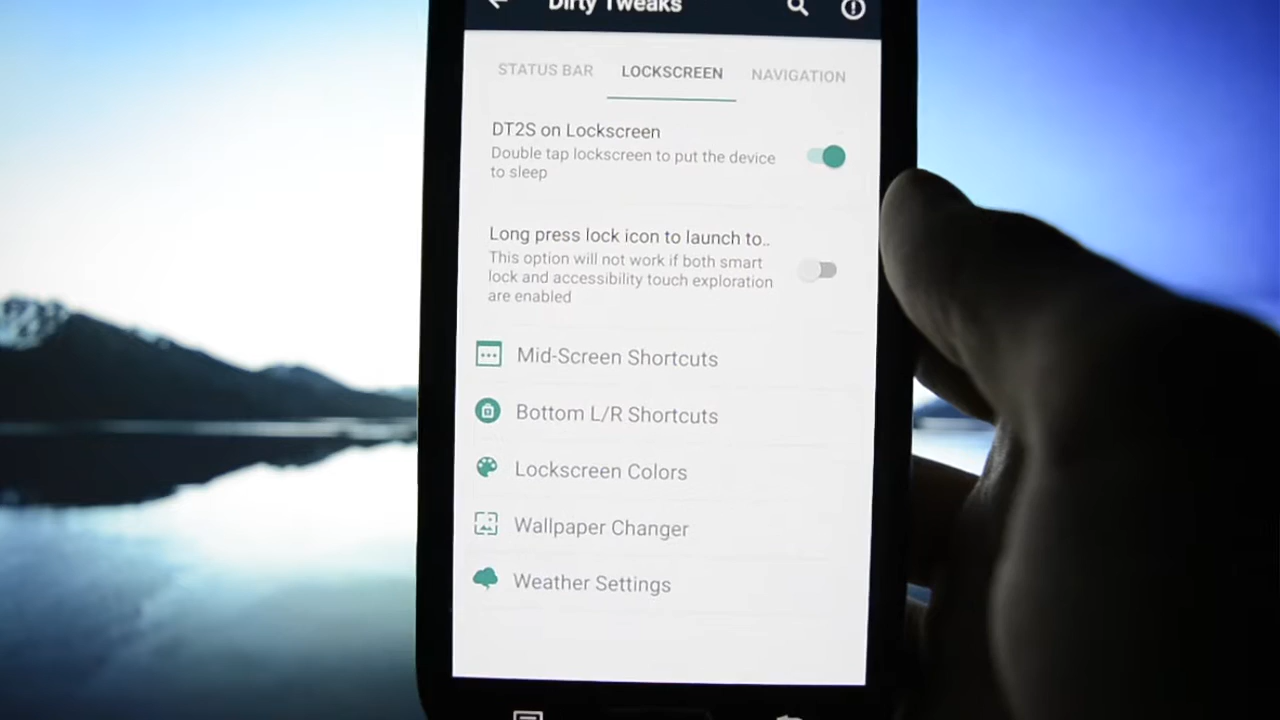 Dirty Tweaks
STATUS BAR
LOCKSCREEN
NAVIGATION
DT2S on Lockscreen
Double tap lockscreen to put the device
to sleep
Long press lock icon to launch to..
This option will not work if both smart
lock and accessibility touch exploration
are enabled
Mid-Screen Shortcuts
Bottom L/R Shortcuts
Lockscreen Colors
Wallpaper Changer
Weather Settings